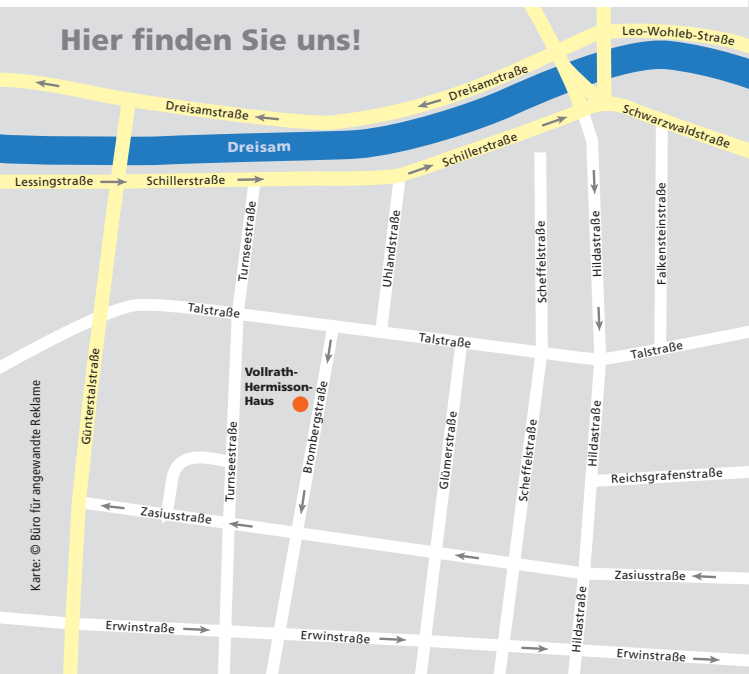 Hier finden Sie uns!
Leo-Wohleb-Straße
Dreisamstraße
Dreisamstraße
Schwarzwaldstraße
Dreisam
Schillerstraße
Lessingstraße
Schillerstraße
Turnseestraße
Uhlandstraße
Scheffelstraße
Hildastraße
Falkensteinstraße
Talstraße
Talstraße
Talstraße
Günterstalstraße
Vollrath-
Hermisson-
Haus
Brombergstraße
Karte: © Büro für angewandte Reklame
Turnseestraße
Glümerstraße
Scheffelstraße
Hildastraße
Reichsgrafenstraße
Zasiusstraße
Zasiusstraße
Hildastraße
Erwinstraße
Erwinstraße
Erwinstraße